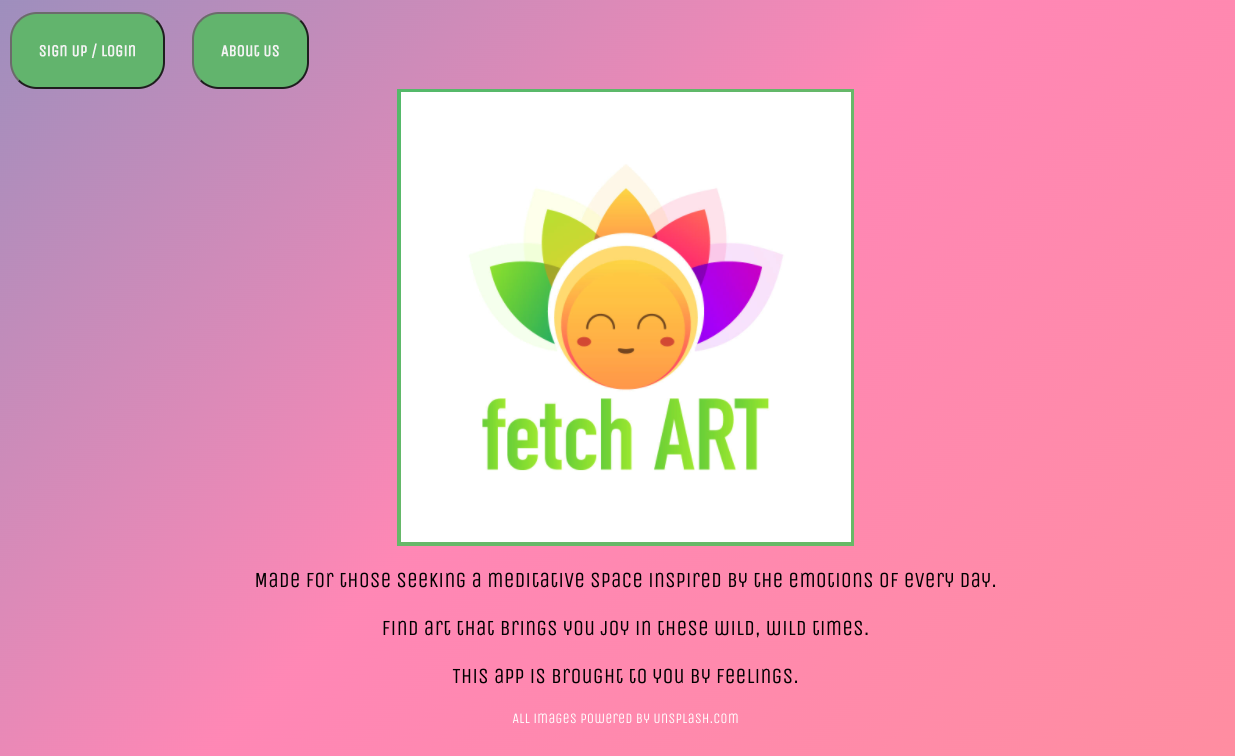 Sign Up / Login
About Us
fetch ART
Made for those seeking a meditative space inspired by the emotions of every day.
Find art that brings you joy in these wild, wild times.
This app is brought to you by feelings.
All images powered by Unsplash.com